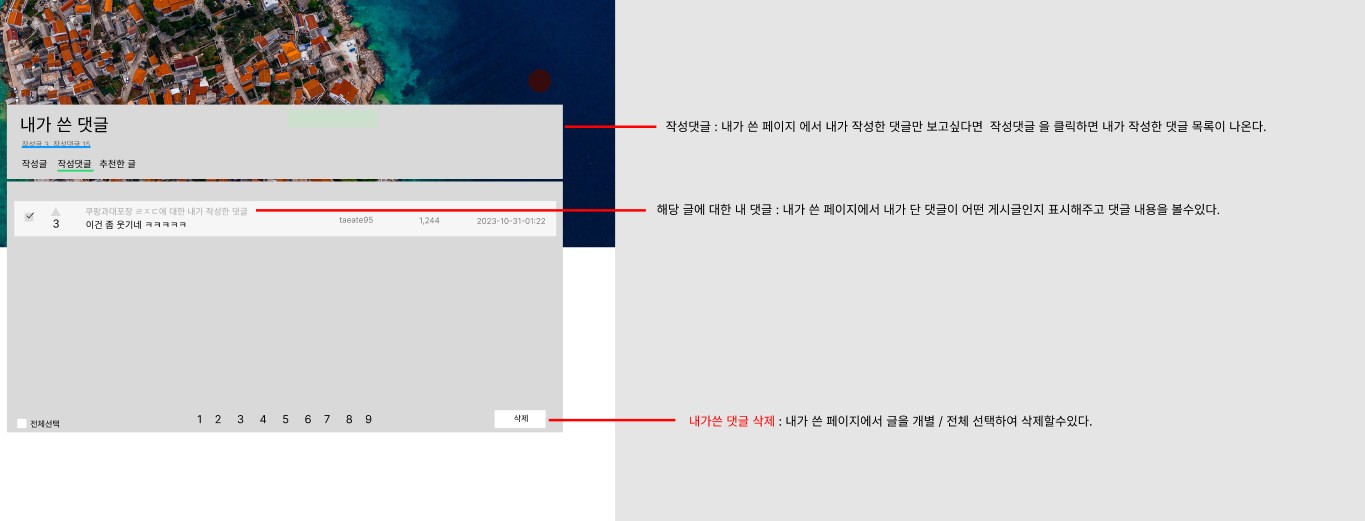 내가 쓴 댓글
작성글 3, 작성댓글 15
작성글 작성댓글 추천한 글
작성댓글 : 내가 쓴 페이지 에서 내가 작성한 댓글만 보고싶다면 작성댓글 을 클릭하면 내가 작성한 댓글 목록이 나온다.
쿠팡과대포장 ㄹㅈㄷ에 대한 내가 작성한 댓글
3 이건 좀 웃기네 ㅋㅋㅋㅋㅋ taeate95 1,244 2023-10-31-01:22
해당 글에 대한 내 댓글 : 내가 쓴 페이지에서 내가 단 댓글이 어떤 게시글인지 표시해주고 댓글 내용을 볼수있다.
전체선택 1 2 3 4 5 6 7 8 9 삭제
내가쓴 댓글 삭제 : 내가 쓴 페이지에서 글을 개별 / 전체 선택하여 삭제할수있다.